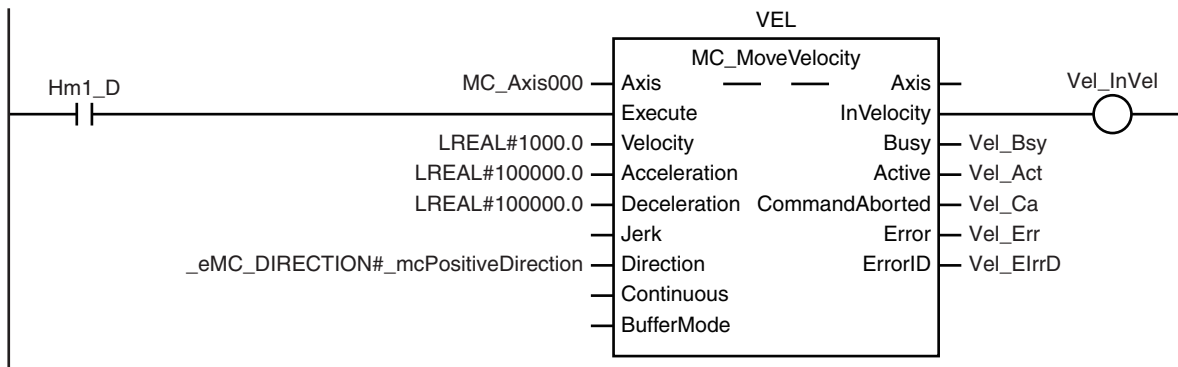 VEL
MC_MoveVelocity
Hm1_D
MC_Axis000 Axis Axis Vel_InVel
Execute InVelocity
LREAL#1000.0 Velocity Busy Vel_Bsy
LREAL#100000.0 Acceleration Active Vel_Act
LREAL#100000.0 Deceleration CommandAborted Vel_Ca
Jerk Error Vel_Err
_eMC_DIRECTION#_mcPositiveDirection Direction ErrorID Vel_EIrrD
Continuous
BufferMode